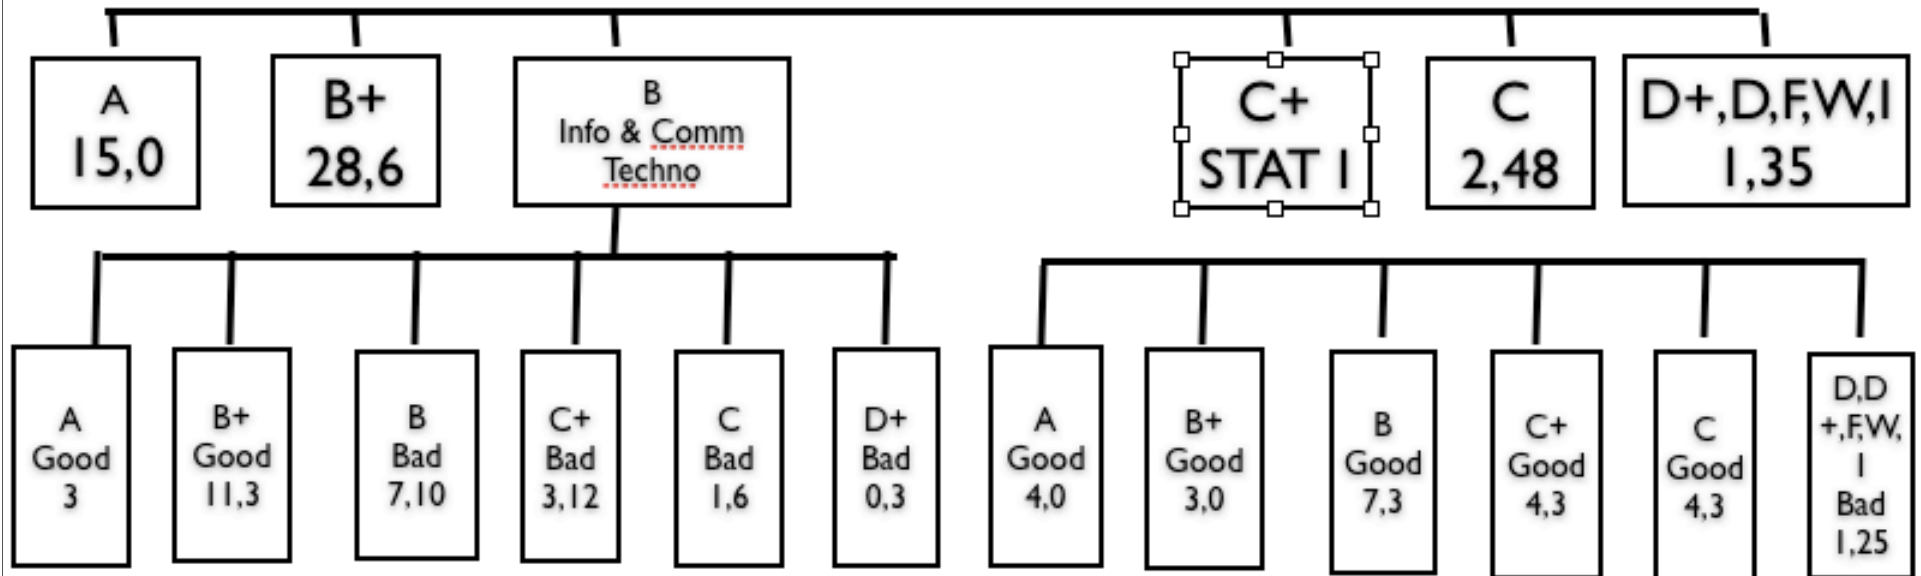 A
15,0
B+
28,6
B
Info & Comm
Techno
C+
STAT I
C
2,48
D+,D,F,W,I
1,35
A
Good
3
B+
Good
11,3
B
Bad
7,10
C+
Bad
3,12
C
Bad
1,6
D+
Bad
0,3
A
Good
4,0
B+
Good
3,0
B
Good
7,3
C+
Good
4,3
C
Good
4,3
D,D
+,F,W,
I
Bad
1,25